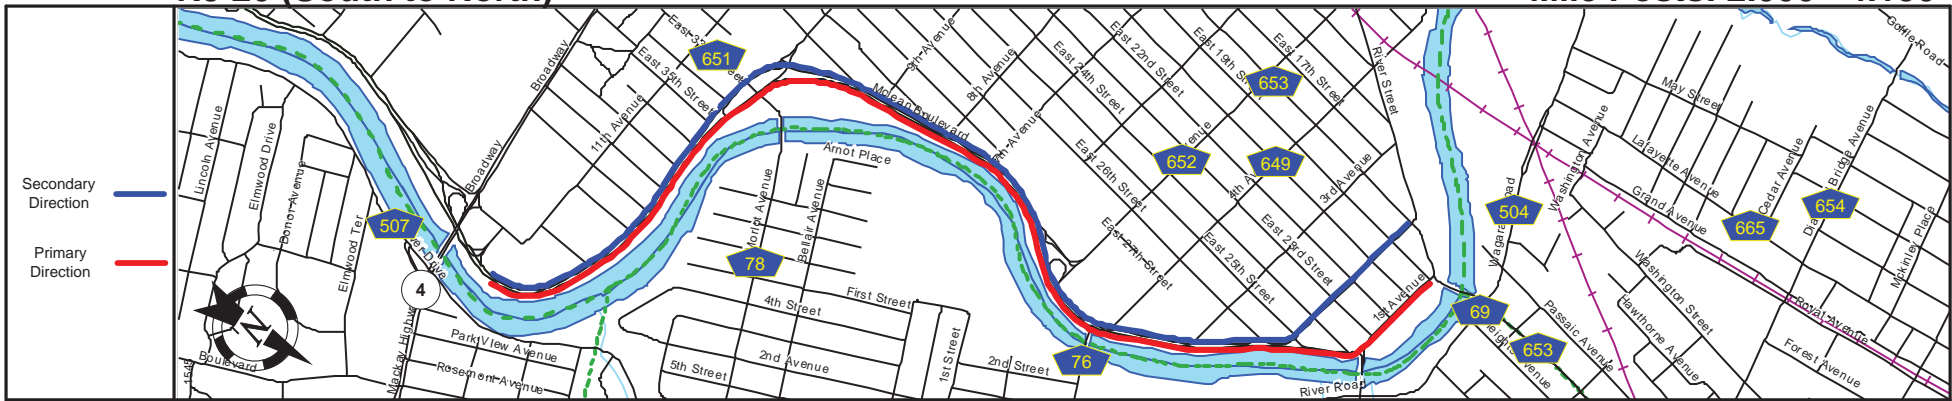 Secondary
Direction
Primary
Direction
Lincoln Avenue
Elmwood Drive
Donor Avenue
Elmwood Ter
507
4
Broadway
Broadway
11th Avenue
East 35th Street
651
Mclean Boulevard
9th Avenue
8th Avenue
7th Avenue
East 24th Street
East 22nd Street
East 19th
East 17th Street
653
652
649
4th
3rd Avenue
East 26th Street
East 27th Street
East 25th Street
East 23rd Street
1st Avenue
River Street
Arnot Place
Morlot Avenue
Bellair Avenue
78
4th Street
First Street
5th Street
2nd Avenue
1st Street
2nd Street
76
River Road
69
653
504
Washington Avenue
May Street
Lafayette Avenue
Grand Avenue
Cedar Avenue
Bridge Avenue
665
654
Mckinley Place
Goffle Road
Washington Street
Hawthorne Avenue
Passaic Avenue
Royal Avenue
Forest Avenue
Park View Avenue
Rosemont Avenue
Boulevard
N